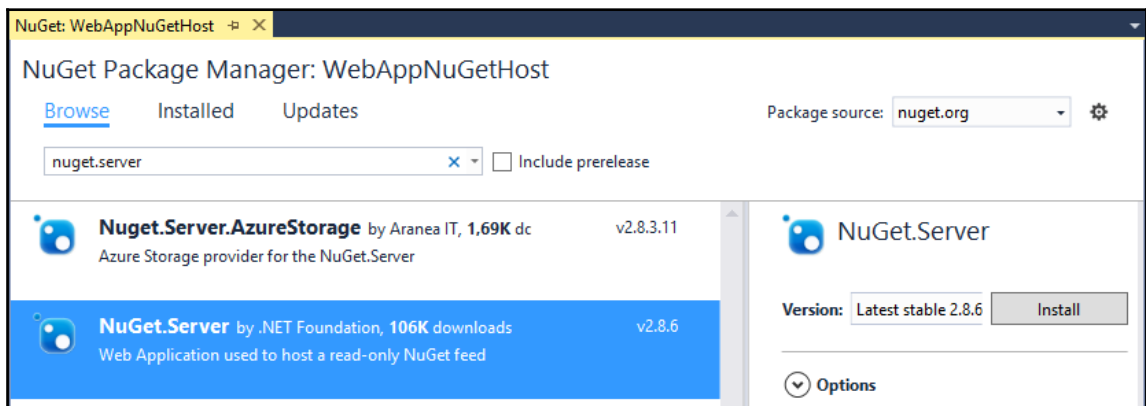 NuGet: WebAppNuGetHost
NuGet Package Manager: WebAppNuGetHost
Browse Installed Updates
Package source: nuget.org
nuget.server
Include prerelease
Nuget.Server.AzureStorage by Aranea IT, 1,69K dc v2.8.3.11
Azure Storage provider for the NuGet.Server
NuGet.Server by .NET Foundation, 106K downloads v2.8.6
Web Application used to host a read-only NuGet feed
NuGet.Server
Version: Latest stable 2.8.6 Install
Options